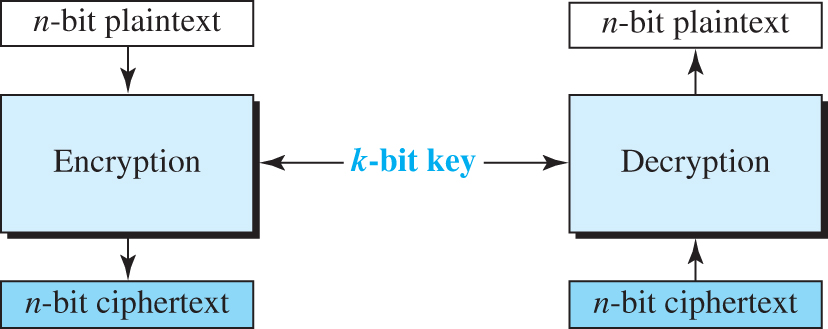 n-bit plaintext
n-bit plaintext
Encryption
k-bit key
Decryption
n-bit ciphertext
n-bit ciphertext